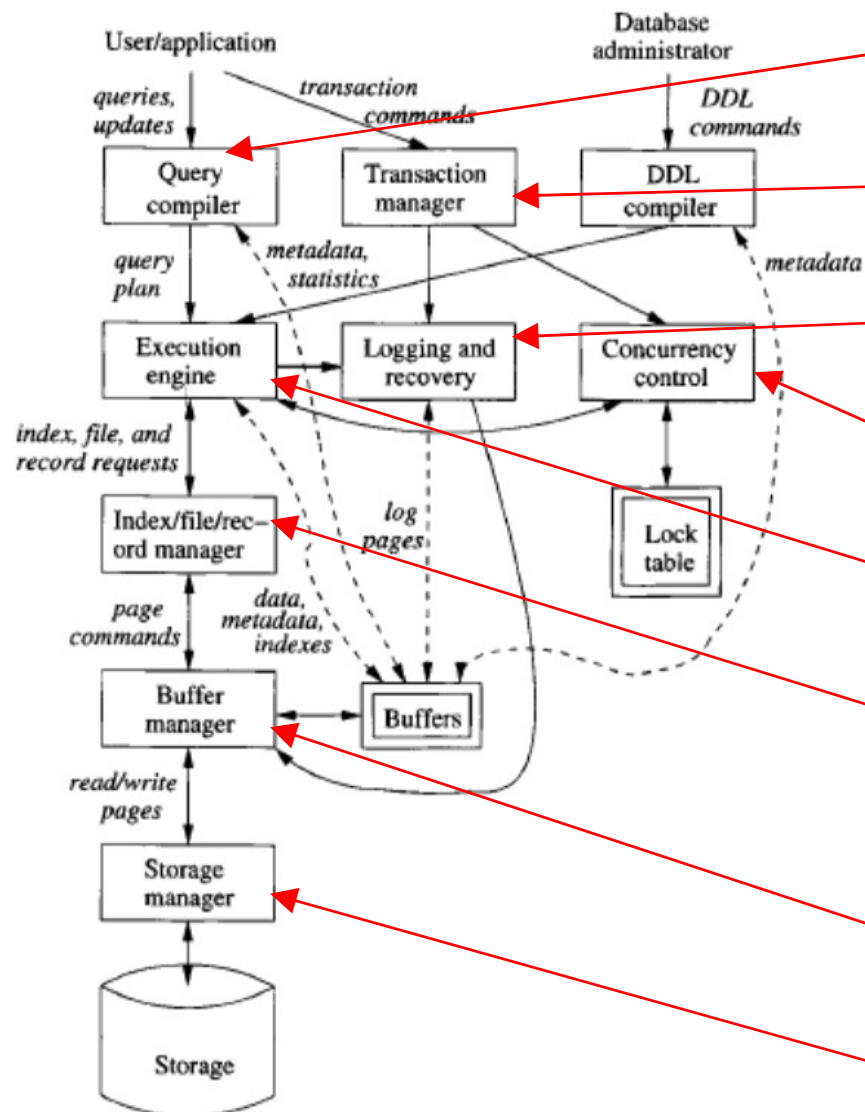 User/application
Database
administrator
queries,
updates
transaction
commands
DDL
commands
Query
compiler
Transaction
manager
DDL
compiler
query
plan
metadata,
statistics
metadata
Execution
engine
Logging and
recovery
Concurrency
control
index, file, and
record requests
Index/file/rec-
ord manager
log
pages
Lock
table
page
commands
data,
metadata,
indexes
Buffer
manager
Buffers
read/write
pages
Storage
manager
Storage